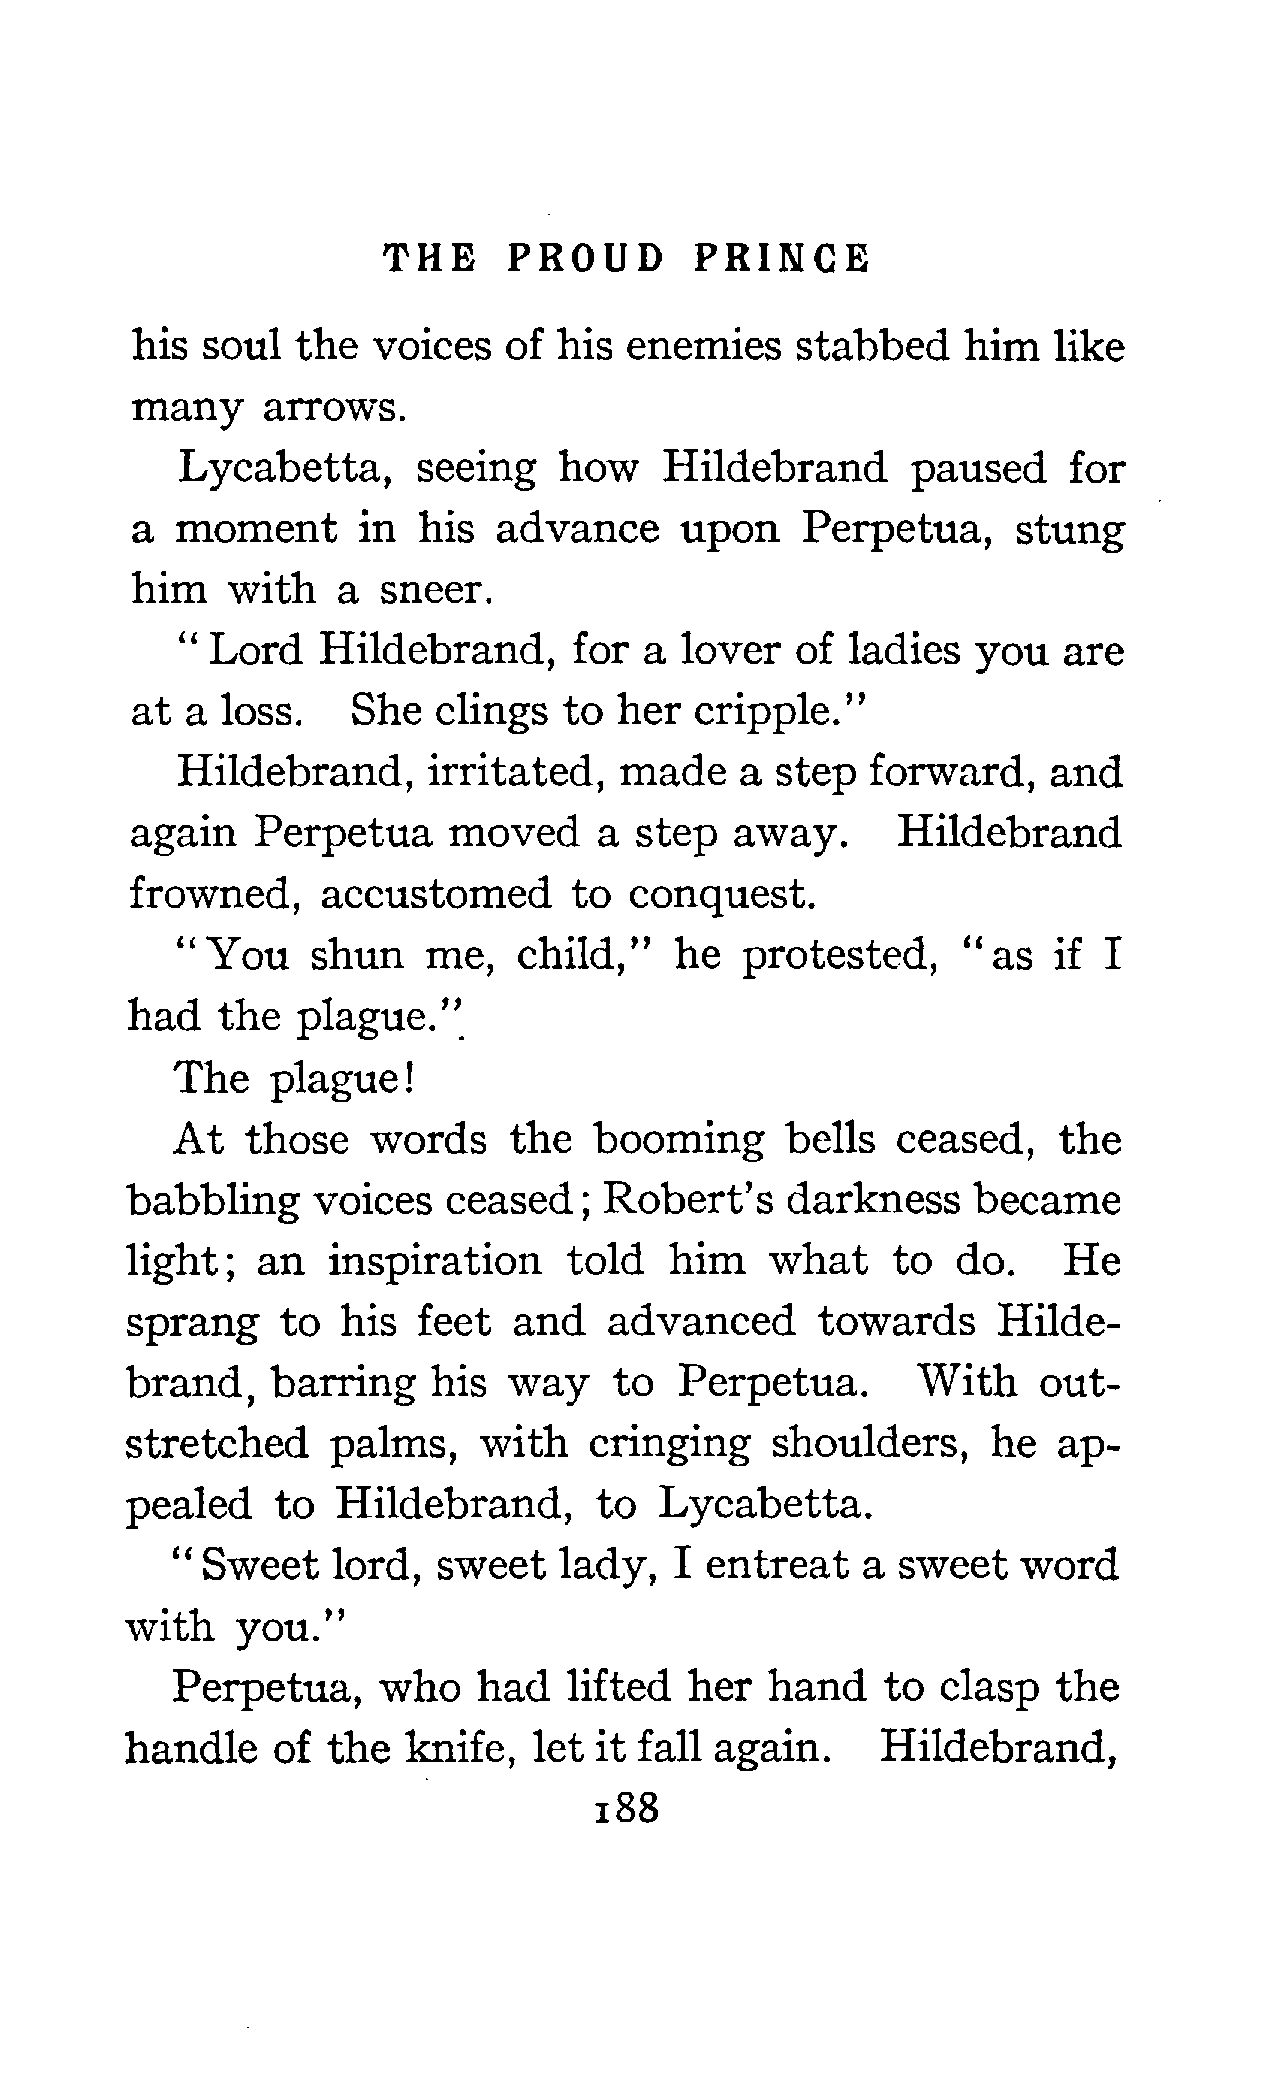 THE PROUD PRINCE
his soul the voices of his enemies stabbed him like
many arrows.
Lycabetta, seeing how Hildebrand paused for
a moment in his advance upon Perpetua, stung
him with a sneer.
"Lord Hildebrand, for a lover of ladies you are
at a loss. She clings to her cripple."
Hildebrand, irritated, made a step forward, and
again Perpetua moved a step away. Hildebrand
frowned, accustomed to conquest.
"You shun me, child," he protested, "as if I
had the plague."
The plague!
At those words the booming bells ceased, the
babbling voices ceased; Robert's darkness became
light; an inspiration told him what to do. He
sprang to his feet and advanced towards Hilde-
brand, barring his way to Perpetua. With out-
stretched palms, with cringing shoulders, he ap-
pealed to Hildebrand, to Lycabetta.
"Sweet lord, sweet lady, I entreat a sweet word
with you."
Perpetua, who had lifted her hand to clasp the
handle of the knife, let it fall again. Hildebrand,
188